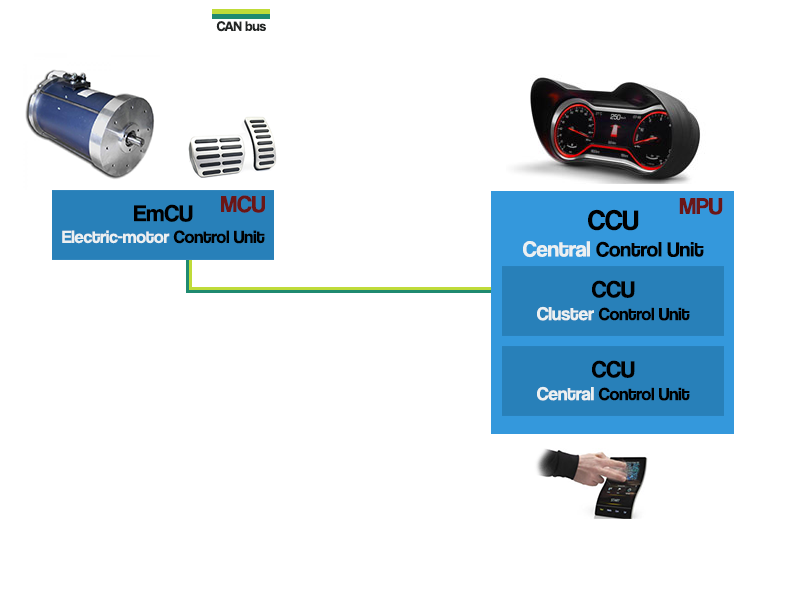 CAN bus
EmCU
MCU
Electric-motor Control Unit
MPU
CCU
Central Control Unit
CCU
Cluster Control Unit
CCU
Central Control Unit